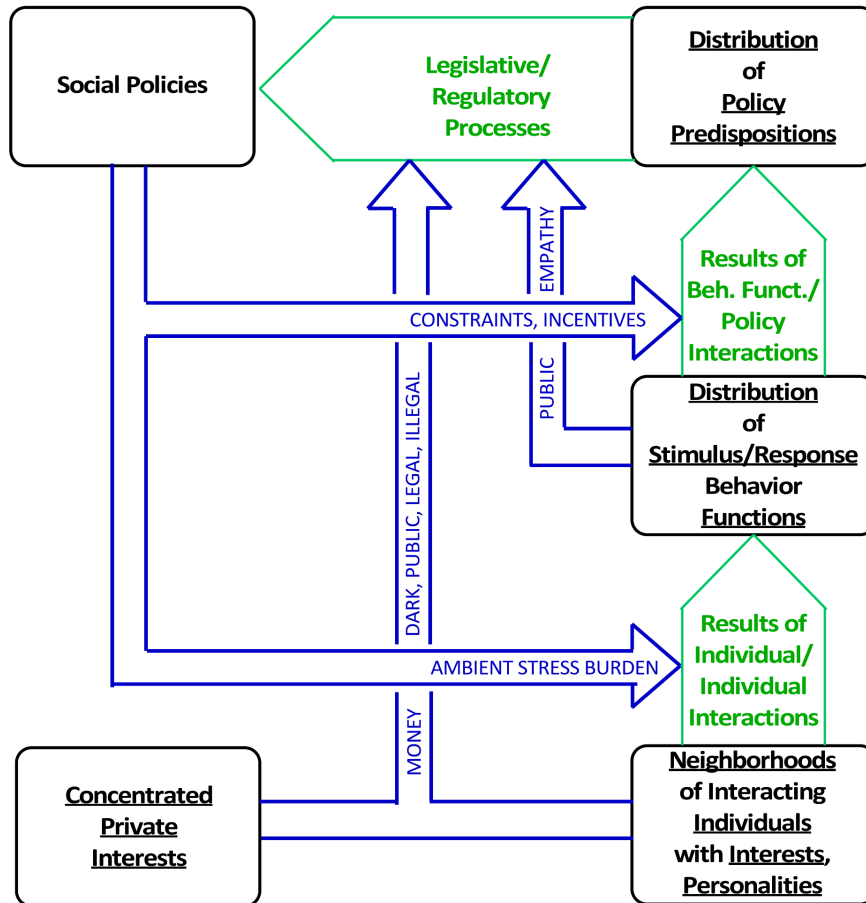 Social Policies
Legislative/
Regulatory
Processes
Distribution
of
Policy
Predispositions
EMPATHY
PUBLIC
Results of
Beh. Funct./
Policy
Interactions
CONSTRAINTS, INCENTIVES
DARK, PUBLIC, LEGAL, ILLEGAL
MONEY
Distribution
of
Stimulus/Response
Behavior
Functions
AMBIENT STRESS BURDEN
Results of
Individual/
Individual
Interactions
Concentrated
Private
Interests
Neighborhoods
of Interacting
Individuals
with Interests,
Personalities